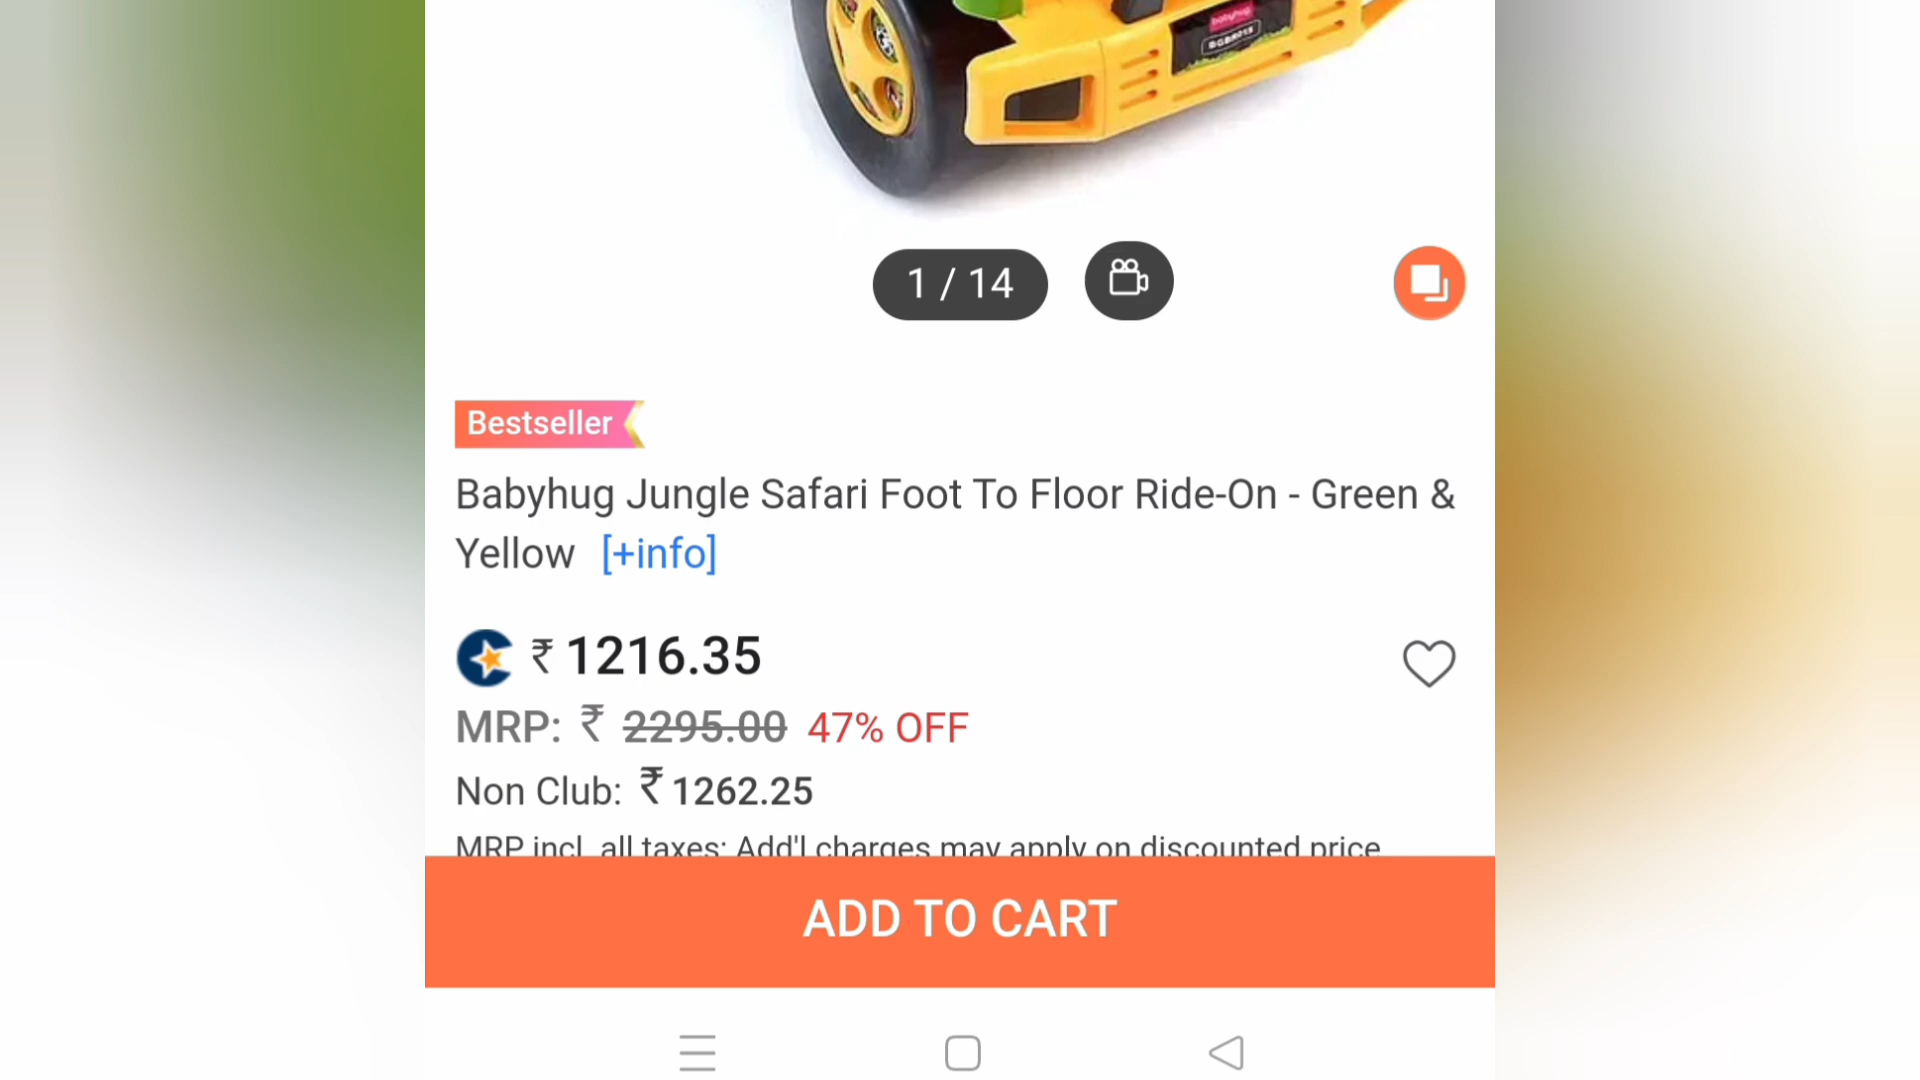 babyhug
1 / 14
Bestseller
Babyhug Jungle Safari Foot To Floor Ride-On - Green &
Yellow [+info]
₹ 1216.35
MRP: ₹ 2295.00 47% OFF
Non Club: ₹ 1262.25
MRP incl. all taxes: Add'l charges may apply on discounted price
ADD TO CART